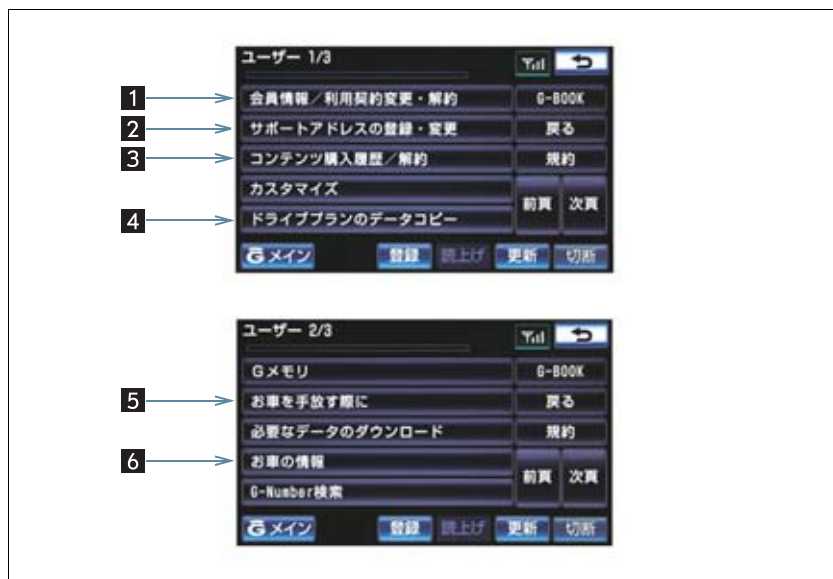 ユーザー 1/3
1 会員情報／利用契約変更・解約 G-BOOK
2 サポートアドレスの登録・変更 戻る
3 コンテンツ購入履歴／解約 規約
カスタマイズ 前頁 次頁
4 ドライブプランのデータコピー
G メイン 登録 読上げ 更新 切断
ユーザー 2/3
Gメモリ G-BOOK
5 お車を手放す際に 戻る
必要なデータのダウンロード 規約
6 お車の情報 前頁 次頁
G-Number検索
G メイン 登録 読上げ 更新 切断